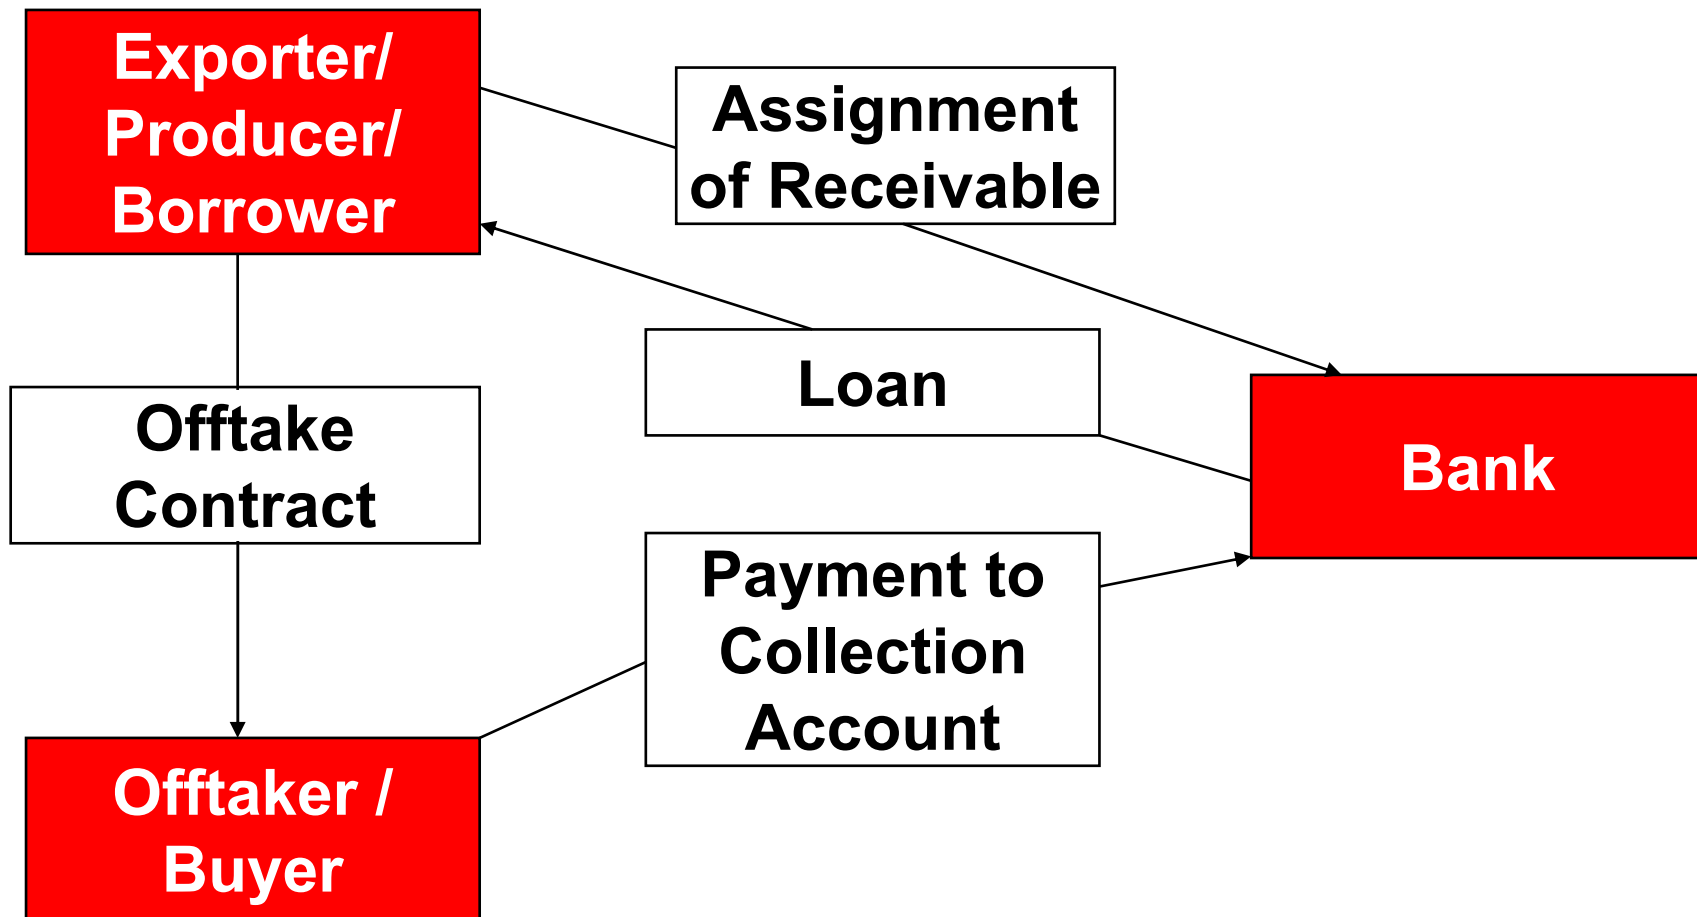 Exporter/
Producer/
Borrower
Assignment
of Receivable
Loan
Offtake
Contract
Bank
Payment to
Collection
Account
Offtaker /
Buyer